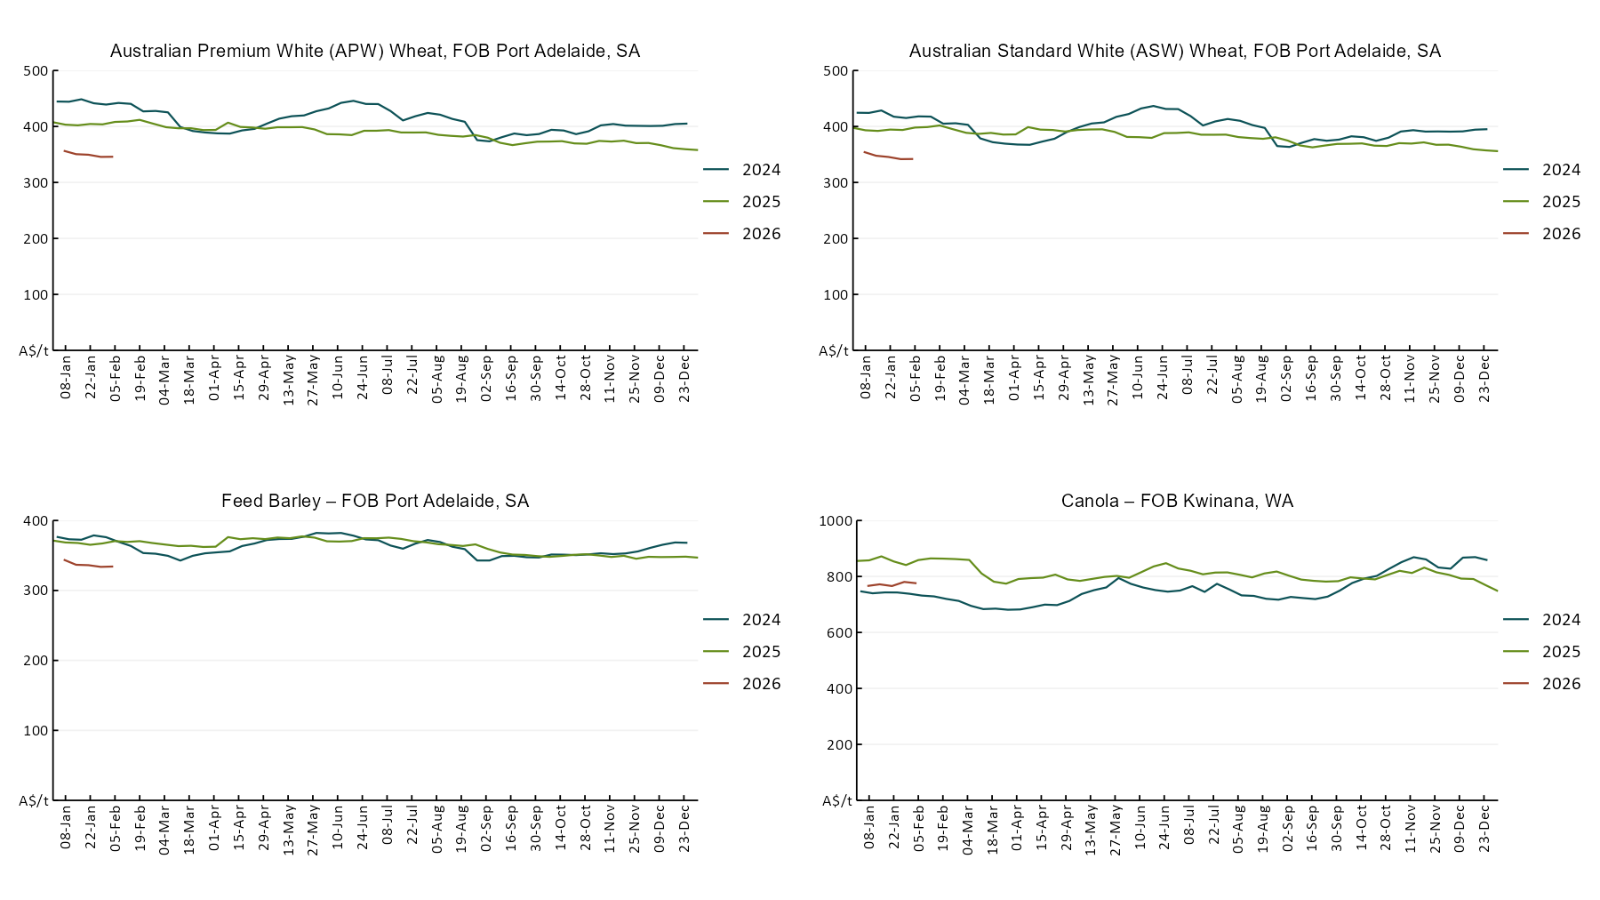 Australian Premium White (APW) Wheat, FOB Port Adelaide, SA
500
400
300
200
100
A$/t
08-Jan 22-Jan 05-Feb 19-Feb 04-Mar 18-Mar 01-Apr 15-Apr 29-Apr 13-May 27-May 10-Jun 24-Jun 08-Jul 22-Jul 05-Aug 19-Aug 02-Sep 16-Sep 30-Sep 14-Oct 28-Oct 11-Nov 25-Nov 09-Dec 23-Dec
2024
2025
2026
Australian Standard White (ASW) Wheat, FOB Port Adelaide, SA
500
400
300
200
100
A$/t
08-Jan 22-Jan 05-Feb 19-Feb 04-Mar 18-Mar 01-Apr 15-Apr 29-Apr 13-May 27-May 10-Jun 24-Jun 08-Jul 22-Jul 05-Aug 19-Aug 02-Sep 16-Sep 30-Sep 14-Oct 28-Oct 11-Nov 25-Nov 09-Dec 23-Dec
2024
2025
2026
Feed Barley – FOB Port Adelaide, SA
400
300
200
100
A$/t
08-Jan 22-Jan 05-Feb 19-Feb 04-Mar 18-Mar 01-Apr 15-Apr 29-Apr 13-May 27-May 10-Jun 24-Jun 08-Jul 22-Jul 05-Aug 19-Aug 02-Sep 16-Sep 30-Sep 14-Oct 28-Oct 11-Nov 25-Nov 09-Dec 23-Dec
2024
2025
2026
Canola – FOB Kwinana, WA
1000
800
600
400
200
A$/t
08-Jan 22-Jan 05-Feb 19-Feb 04-Mar 18-Mar 01-Apr 15-Apr 29-Apr 13-May 27-May 10-Jun 24-Jun 08-Jul 22-Jul 05-Aug 19-Aug 02-Sep 16-Sep 30-Sep 14-Oct 28-Oct 11-Nov 25-Nov 09-Dec 23-Dec
2024
2025
2026